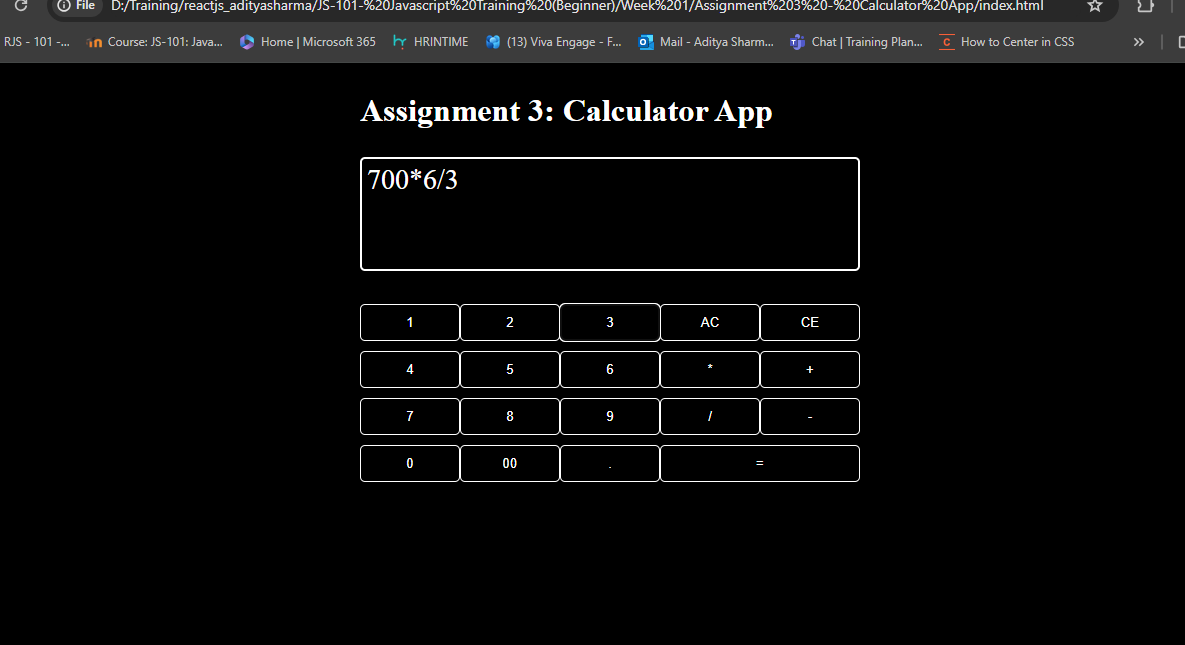 File D:/Training/reactjs_adityasharma/JS-101-%20Javascript%20Training%20(Beginner)/Week%201/Assignment%203%20-%20Calculator%20App/index.html
RJS - 101 -... Course: JS-101: Java... Home | Microsoft 365 HRINTIME (13) Viva Engage - F... Mail - Aditya Sharm... Chat | Training Plan... C How to Center in CSS »
Assignment 3: Calculator App
700*6/3
1 2 3 AC CE
4 5 6 * +
7 8 9 / -
0 00 . =